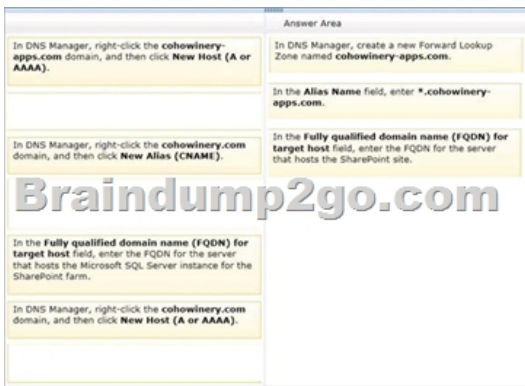 Answer Area
In DNS Manager, right-click the cohowinery-
apps.com domain, and then click New Host (A or
AAAA).
In DNS Manager, right-click the cohowinery.com
domain, and then click New Alias (CNAME).
In the Fully qualified domain name (FQDN) for
target host field, enter the FQDN for the server
that hosts the Microsoft SQL Server instance for the
SharePoint farm.
In DNS Manager, right-click the cohowinery.com
domain, and then click New Host (A or AAAA).
In DNS Manager, create a new Forward Lookup
Zone named cohowinery-apps.com.
In the Alias Name field, enter *.cohowinery-
apps.com.
In the Fully qualified domain name (FQDN) for
target host field, enter the FQDN for the server
that hosts the SharePoint site.
Braindump2go.com